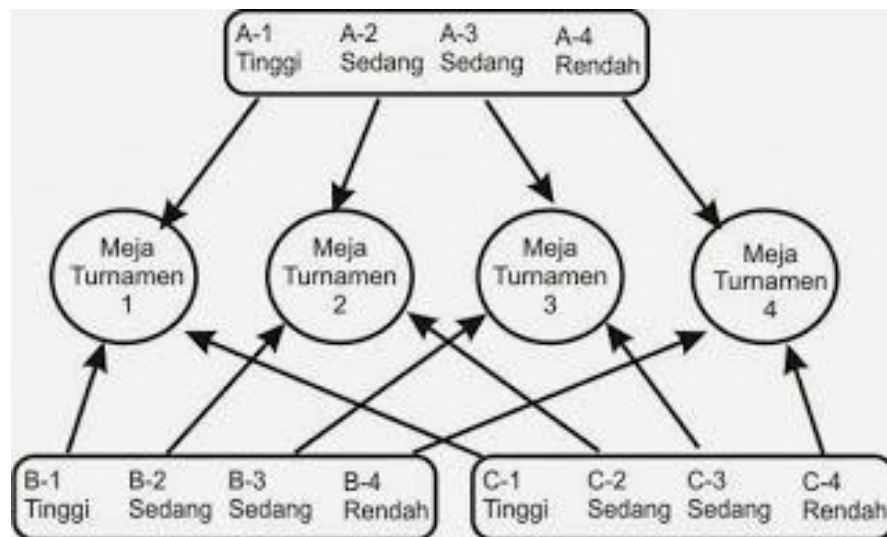 A-1 A-2 A-3 A-4
Tinggi Sedang Sedang Rendah
Meja
Turnamen
1
Meja
Turnamen
2
Meja
Turnamen
3
Meja
Turnamen
4
B-1 B-2 B-3 B-4
Tinggi Sedang Sedang Rendah
C-1 C-2 C-3 C-4
Tinggi Sedang Sedang Rendah